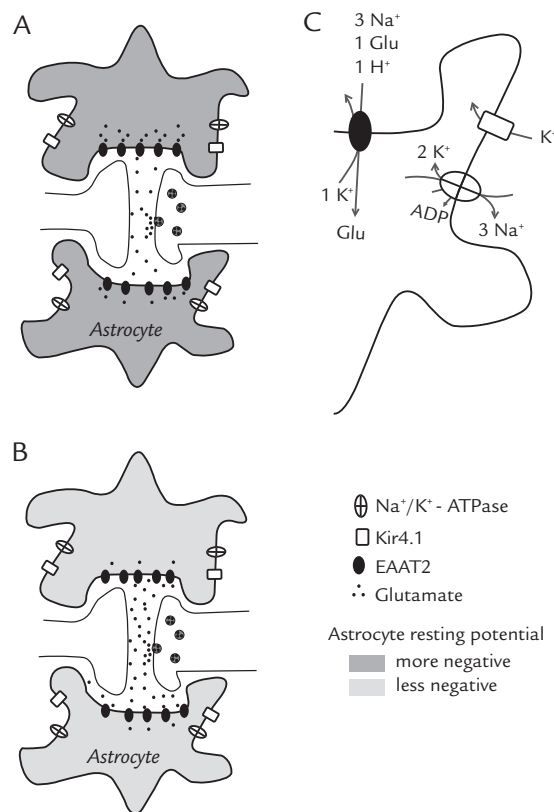 A
Astrocyte
B
Astrocyte
C
3 Na⁺
1 Glu
1 H⁺
K⁺
2 K⁺
1 K⁺
ADP
3 Na⁺
Glu
Na⁺/K⁺ - ATPase
Kir4.1
EAAT2
Glutamate
Astrocyte resting potential
more negative
less negative